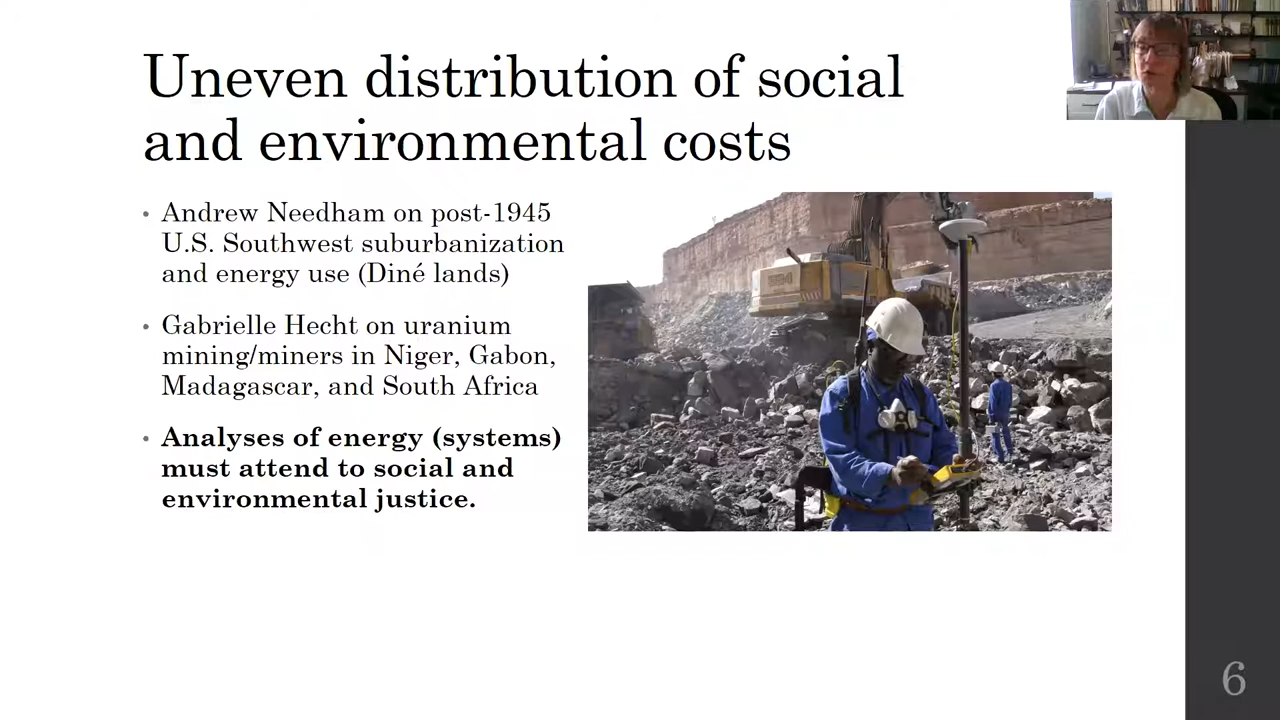 Uneven distribution of social
and environmental costs
• Andrew Needham on post-1945
U.S. Southwest suburbanization
and energy use (Diné lands)
• Gabrielle Hecht on uranium
mining/miners in Niger, Gabon,
Madagascar, and South Africa
• Analyses of energy (systems)
must attend to social and
environmental justice.
6